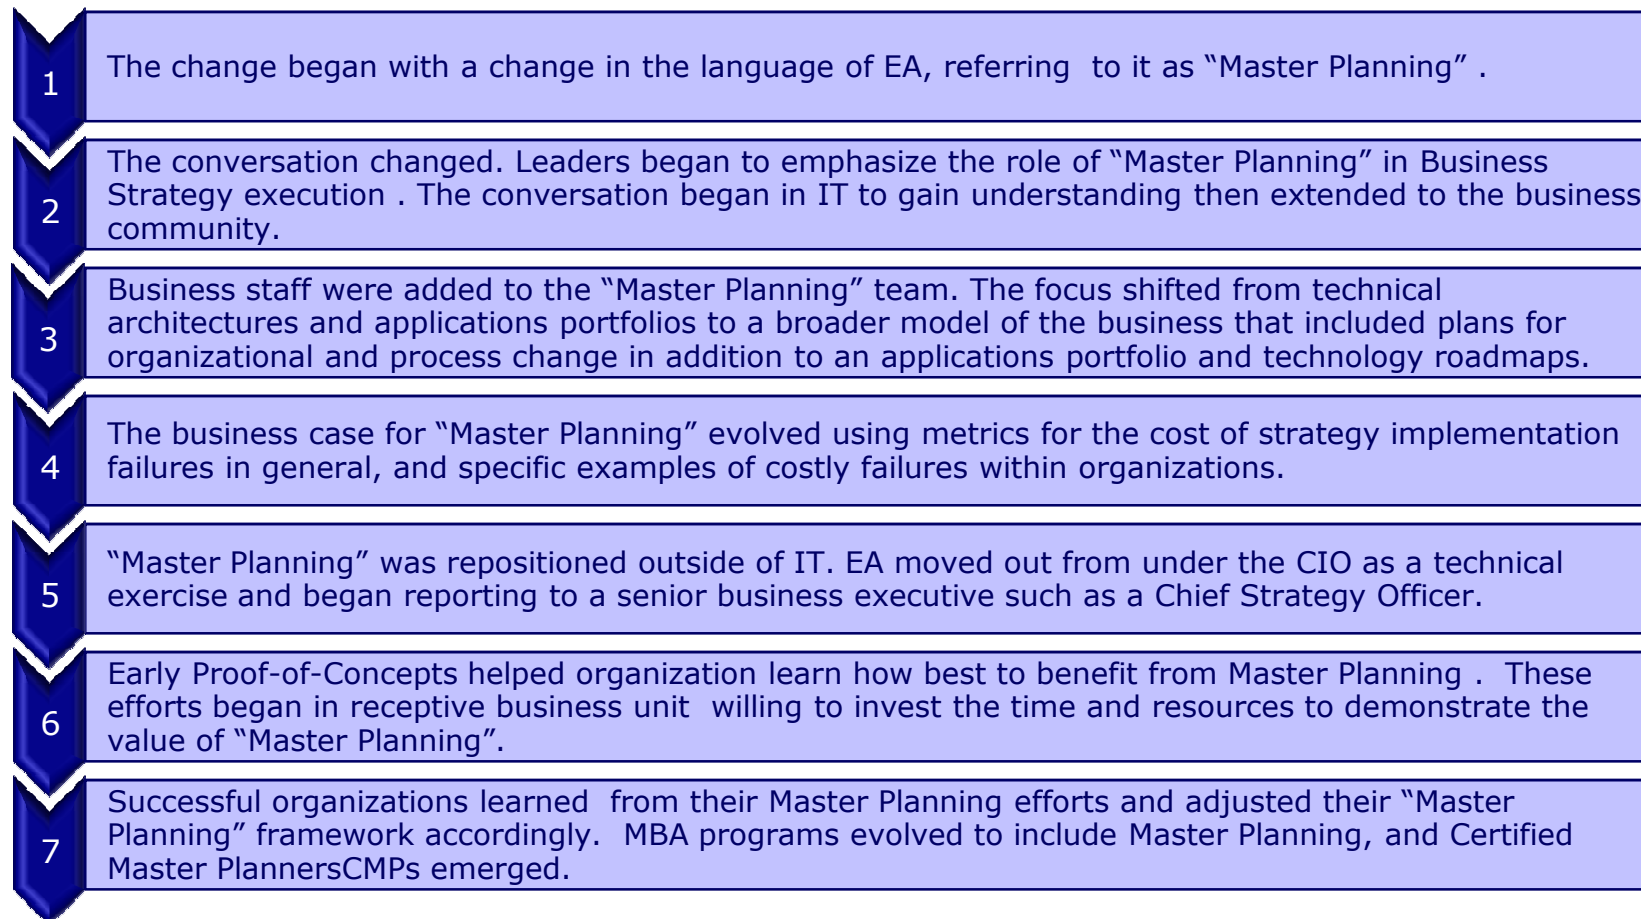 1
The change began with a change in the language of EA, referring  to it as “Master Planning” .
2
The conversation changed. Leaders began to emphasize the role of “Master Planning” in Business
Strategy execution . The conversation began in IT to gain understanding then extended to the business
community.
3
Business staff were added to the “Master Planning” team. The focus shifted from technical
architectures and applications portfolios to a broader model of the business that included plans for
organizational and process change in addition to an applications portfolio and technology roadmaps.
4
The business case for “Master Planning” evolved using metrics for the cost of strategy implementation
failures in general, and specific examples of costly failures within organizations.
5
“Master Planning” was repositioned outside of IT. EA moved out from under the CIO as a technical
exercise and began reporting to a senior business executive such as a Chief Strategy Officer.
6
Early Proof-of-Concepts helped organization learn how best to benefit from Master Planning .  These
efforts began in receptive business unit  willing to invest the time and resources to demonstrate the
value of “Master Planning”.
7
Successful organizations learned  from their Master Planning efforts and adjusted their “Master
Planning” framework accordingly.  MBA programs evolved to include Master Planning, and Certified
Master PlannersCMPs emerged.